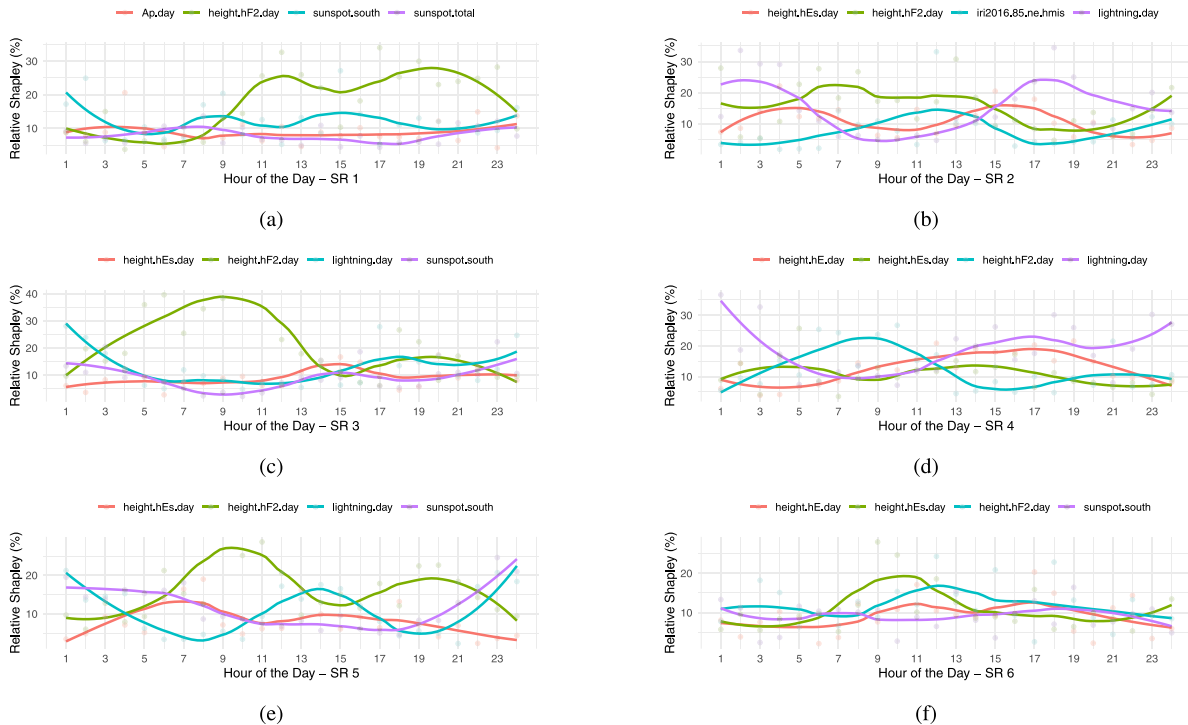 Ap.day height.hF2.day sunspot.south sunspot.total
Relative Shapley (%)
30
20
10
1 3 5 7 9 11 13 15 17 19 21 23
Hour of the Day – SR 1
(a)
height.hEs.day height.hF2.day iri2016.85.ne.hmis lightning.day
Relative Shapley (%)
30
20
10
1 3 5 7 9 11 13 15 17 19 21 23
Hour of the Day – SR 2
(b)
height.hEs.day height.hF2.day lightning.day sunspot.south
Relative Shapley (%)
40
30
20
10
1 3 5 7 9 11 13 15 17 19 21 23
Hour of the Day – SR 3
(c)
height.hE.day height.hEs.day height.hF2.day lightning.day
Relative Shapley (%)
30
20
10
1 3 5 7 9 11 13 15 17 19 21 23
Hour of the Day – SR 4
(d)
height.hEs.day height.hF2.day lightning.day sunspot.south
Relative Shapley (%)
20
10
1 3 5 7 9 11 13 15 17 19 21 23
Hour of the Day – SR 5
(e)
height.hE.day height.hEs.day height.hF2.day sunspot.south
Relative Shapley (%)
20
10
1 3 5 7 9 11 13 15 17 19 21 23
Hour of the Day – SR 6
(f)